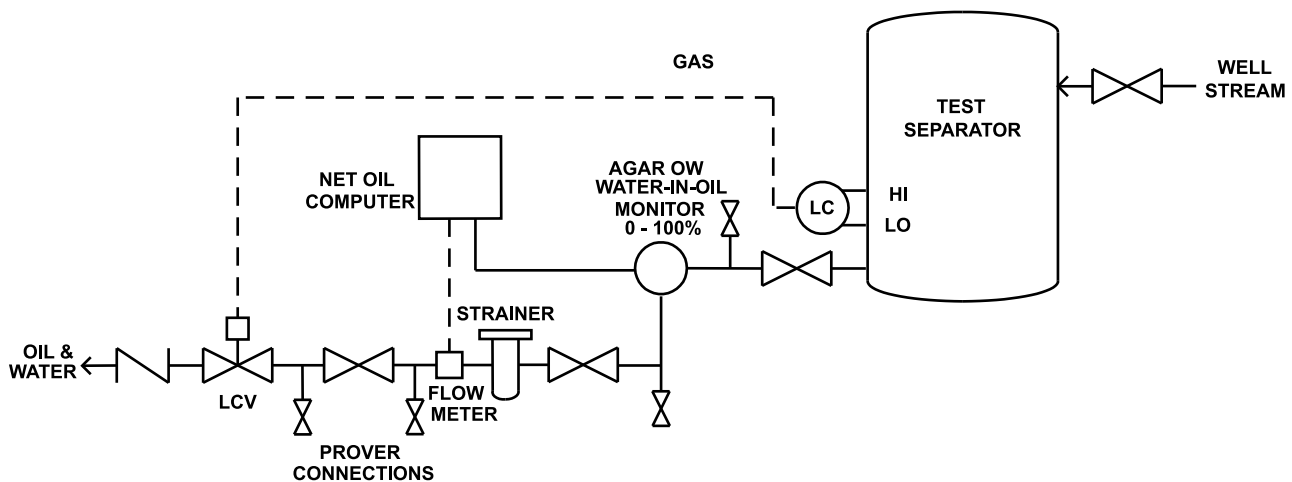 GAS
WELL
STREAM
TEST
SEPARATOR
NET OIL
COMPUTER
AGAR OW
WATER-IN-OIL
MONITOR
0 - 100%
LC
HI
LO
STRAINER
OIL &
WATER
LCV
FLOW
METER
PROVER
CONNECTIONS